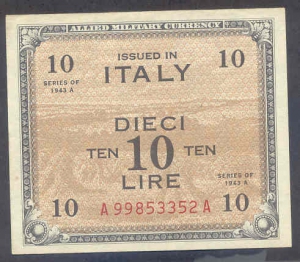 ALLIED MILITARY CURRENCY
10 ISSUED IN 10
SERIES OF 1943 A
ITALY
DIECI
TEN 10 TEN
LIRE
SERIES OF 1943 A
10 A 99853352 A 10